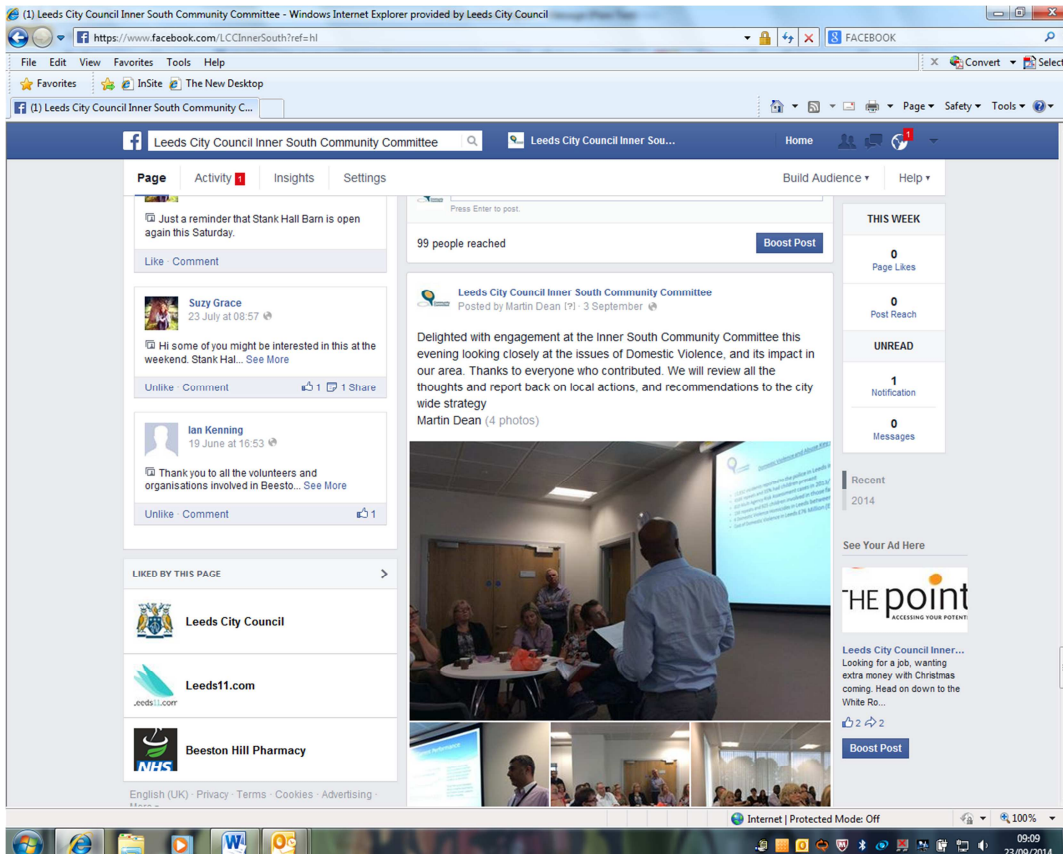 (1) Leeds City Council Inner South Community Committee - Windows Internet Explorer provided by Leeds City Council
https://www.facebook.com/LCCInnerSouth?ref=hl
FACEBOOK
File Edit View Favorites Tools Help
Convert
Select
Favorites
InSite
The New Desktop
(1) Leeds City Council Inner South Community C...
Page Safety Tools
Leeds City Council Inner South Community Committee
Leeds City Council Inner Sou...
Home
1
Page
Activity 1
Insights
Settings
Build Audience
Help
Just a reminder that Stank Hall Barn is open
again this Saturday.
Like · Comment
Suzy Grace
23 July at 08:57
Hi some of you might be interested in this at the
weekend. Stank Hal... See More
Unlike · Comment
1 1 Share
Ian Kenning
19 June at 16:53
Thank you to all the volunteers and
organisations involved in Beesto... See More
Unlike · Comment
1
LIKED BY THIS PAGE
Leeds City Council
Leeds11.com
Beeston Hill Pharmacy
NHS
English (UK) · Privacy · Terms · Cookies · Advertising ·
Press Enter to post.
99 people reached
Boost Post
Leeds City Council Inner South Community Committee
Posted by Martin Dean [?] · 3 September
Delighted with engagement at the Inner South Community Committee this
evening looking closely at the issues of Domestic Violence, and its impact in
our area. Thanks to everyone who contributed. We will review all the
thoughts and report back on local actions, and recommendations to the city
wide strategy
Martin Dean (4 photos)
THIS WEEK
0
Page Likes
0
Post Reach
UNREAD
1
Notification
0
Messages
Recent
2014
See Your Ad Here
THE point
ACCESSING YOUR POTENT
Leeds City Council Inner...
Looking for a job, wanting
extra money with Christmas
coming. Head on down to the
White Ro...
2 2
Boost Post
Internet | Protected Mode: Off
100%
09:09
23/09/2014